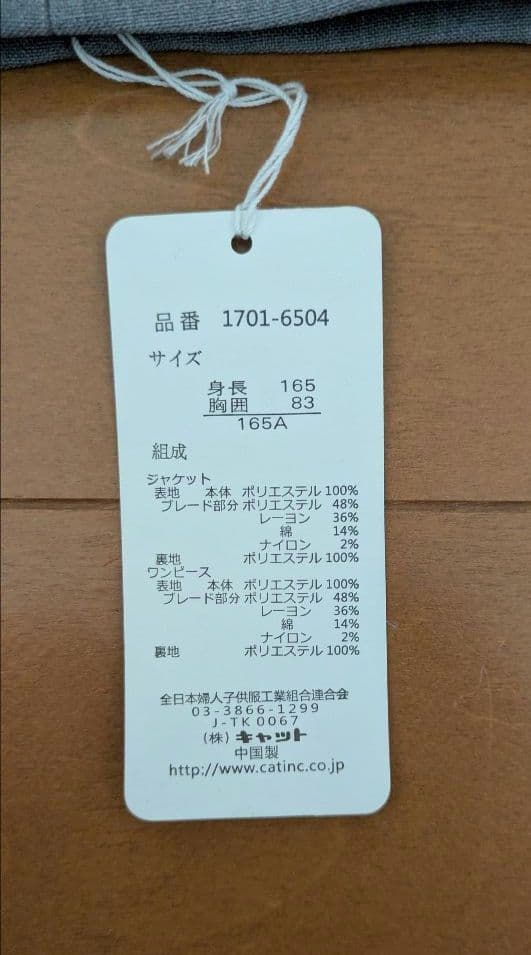 品番 1701-6504
サイズ
身長 165
胸囲 83
165A
組成
ジャケット
表地 本体 ポリエステル 100%
ブレード部分 ポリエステル 48%
レーヨン 36%
綿 14%
ナイロン 2%
裏地 ポリエステル 100%
ワンピース
表地 本体 ポリエステル 100%
ブレード部分 ポリエステル 48%
レーヨン 36%
綿 14%
ナイロン 2%
裏地 ポリエステル 100%
全日本婦人子供服工業組合連合会
03-3866-1299
J-TK0067
(株) キャット
中国製
http://www.catinc.co.jp